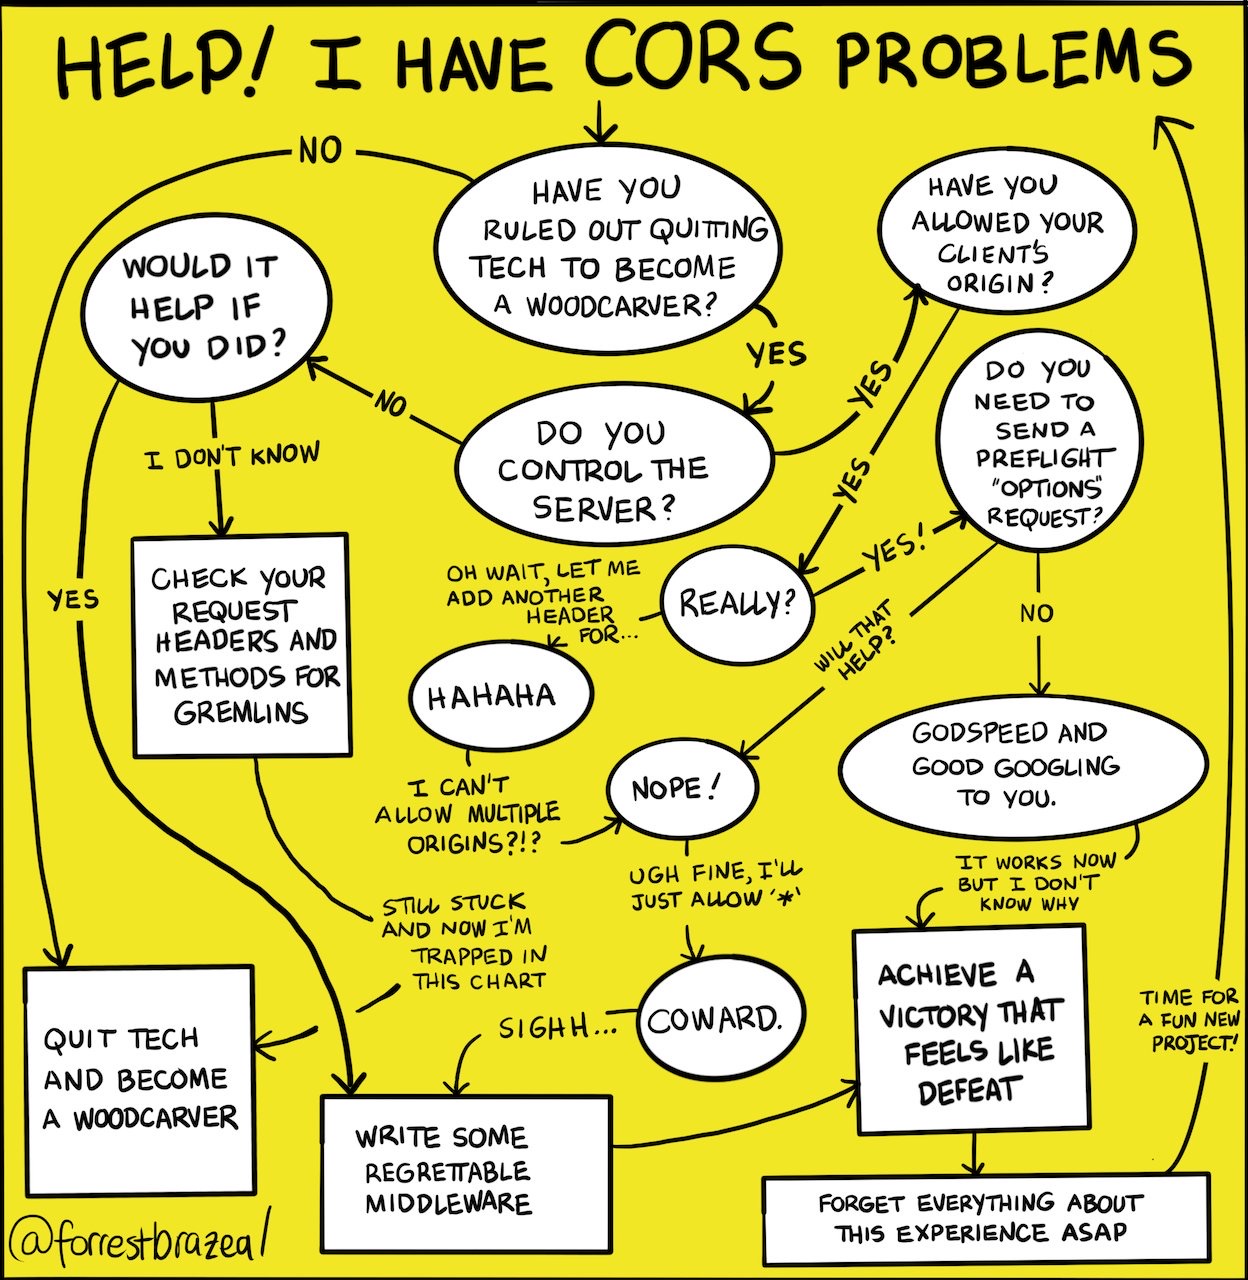 HELP! I HAVE CORS PROBLEMS
NO
HAVE YOU
RULED OUT QUITTING
TECH TO BECOME
A WOODCARVER?
YES
HAVE YOU
ALLOWED YOUR
CLIENT'S
ORIGIN?
WOULD IT
HELP IF
YOU DID?
NO
DO YOU
CONTROL THE
SERVER?
YES
DO YOU
NEED TO
SEND A
PREFLIGHT
"OPTIONS"
REQUEST?
I DON'T KNOW
YES
YES
CHECK YOUR
REQUEST
HEADERS AND
METHODS FOR
GREMLINS
OH WAIT, LET ME
ADD ANOTHER
HEADER
FOR...
REALLY?
YES!
WILL THAT
HELP?
NO
HAHAHA
I CAN'T
ALLOW MULTIPLE
ORIGINS?!?
NOPE!
GODSPEED AND
GOOD GOOGLING
TO YOU.
UGH FINE, I'LL
JUST ALLOW '*'
IT WORKS NOW
BUT I DON'T
KNOW WHY
STILL STUCK
AND NOW I'M
TRAPPED IN
THIS CHART
COWARD.
SIGHH...
ACHIEVE A
VICTORY THAT
FEELS LIKE
DEFEAT
TIME FOR
A FUN NEW
PROJECT!
QUIT TECH
AND BECOME
A WOODCARVER
WRITE SOME
REGRETTABLE
MIDDLEWARE
FORGET EVERYTHING ABOUT
THIS EXPERIENCE ASAP
@forrestbrazeal